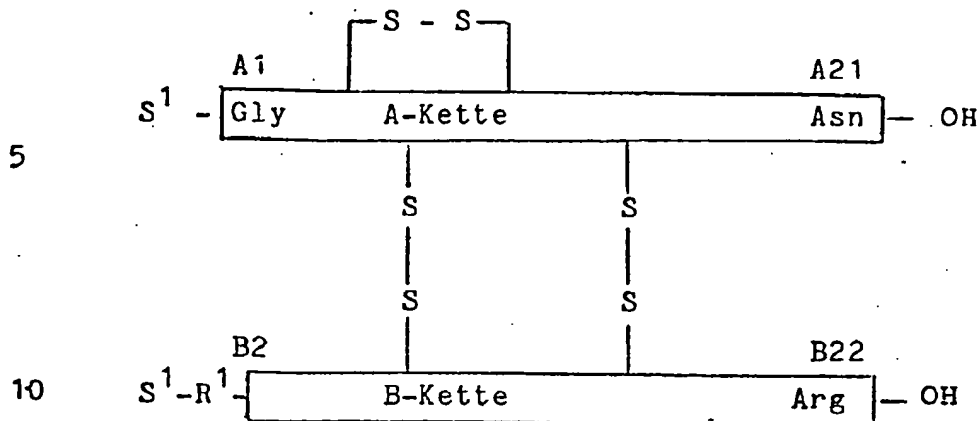 S - S
A1 A21
S¹ - Gly A-Kette Asn - OH
5
S S
S S
B2 B22
10 S¹-R¹- B-Kette Arg - OH